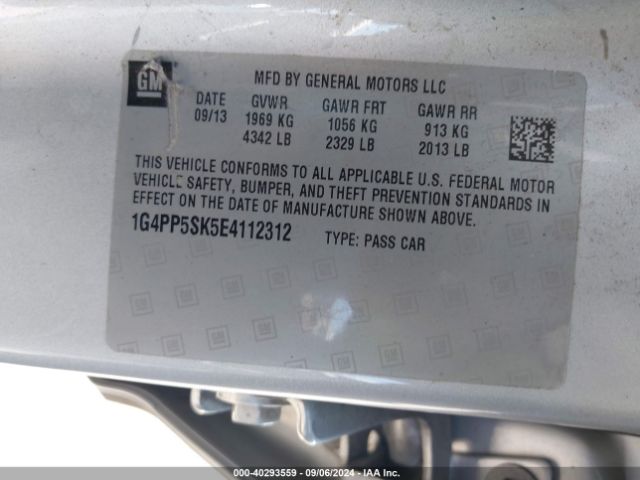 GM
MFD BY GENERAL MOTORS LLC
DATE GVWR GAWR FRT GAWR RR
09/13 1969 KG 1056 KG 913 KG
4342 LB 2329 LB 2013 LB
THIS VEHICLE CONFORMS TO ALL APPLICABLE U.S. FEDERAL MOTOR
VEHICLE SAFETY, BUMPER, AND THEFT PREVENTION STANDARDS IN
EFFECT ON THE DATE OF MANUFACTURE SHOWN ABOVE.
1G4PP5SK5E4112312 TYPE: PASS CAR
000-40293559 - 09/06/2024 - IAA Inc.